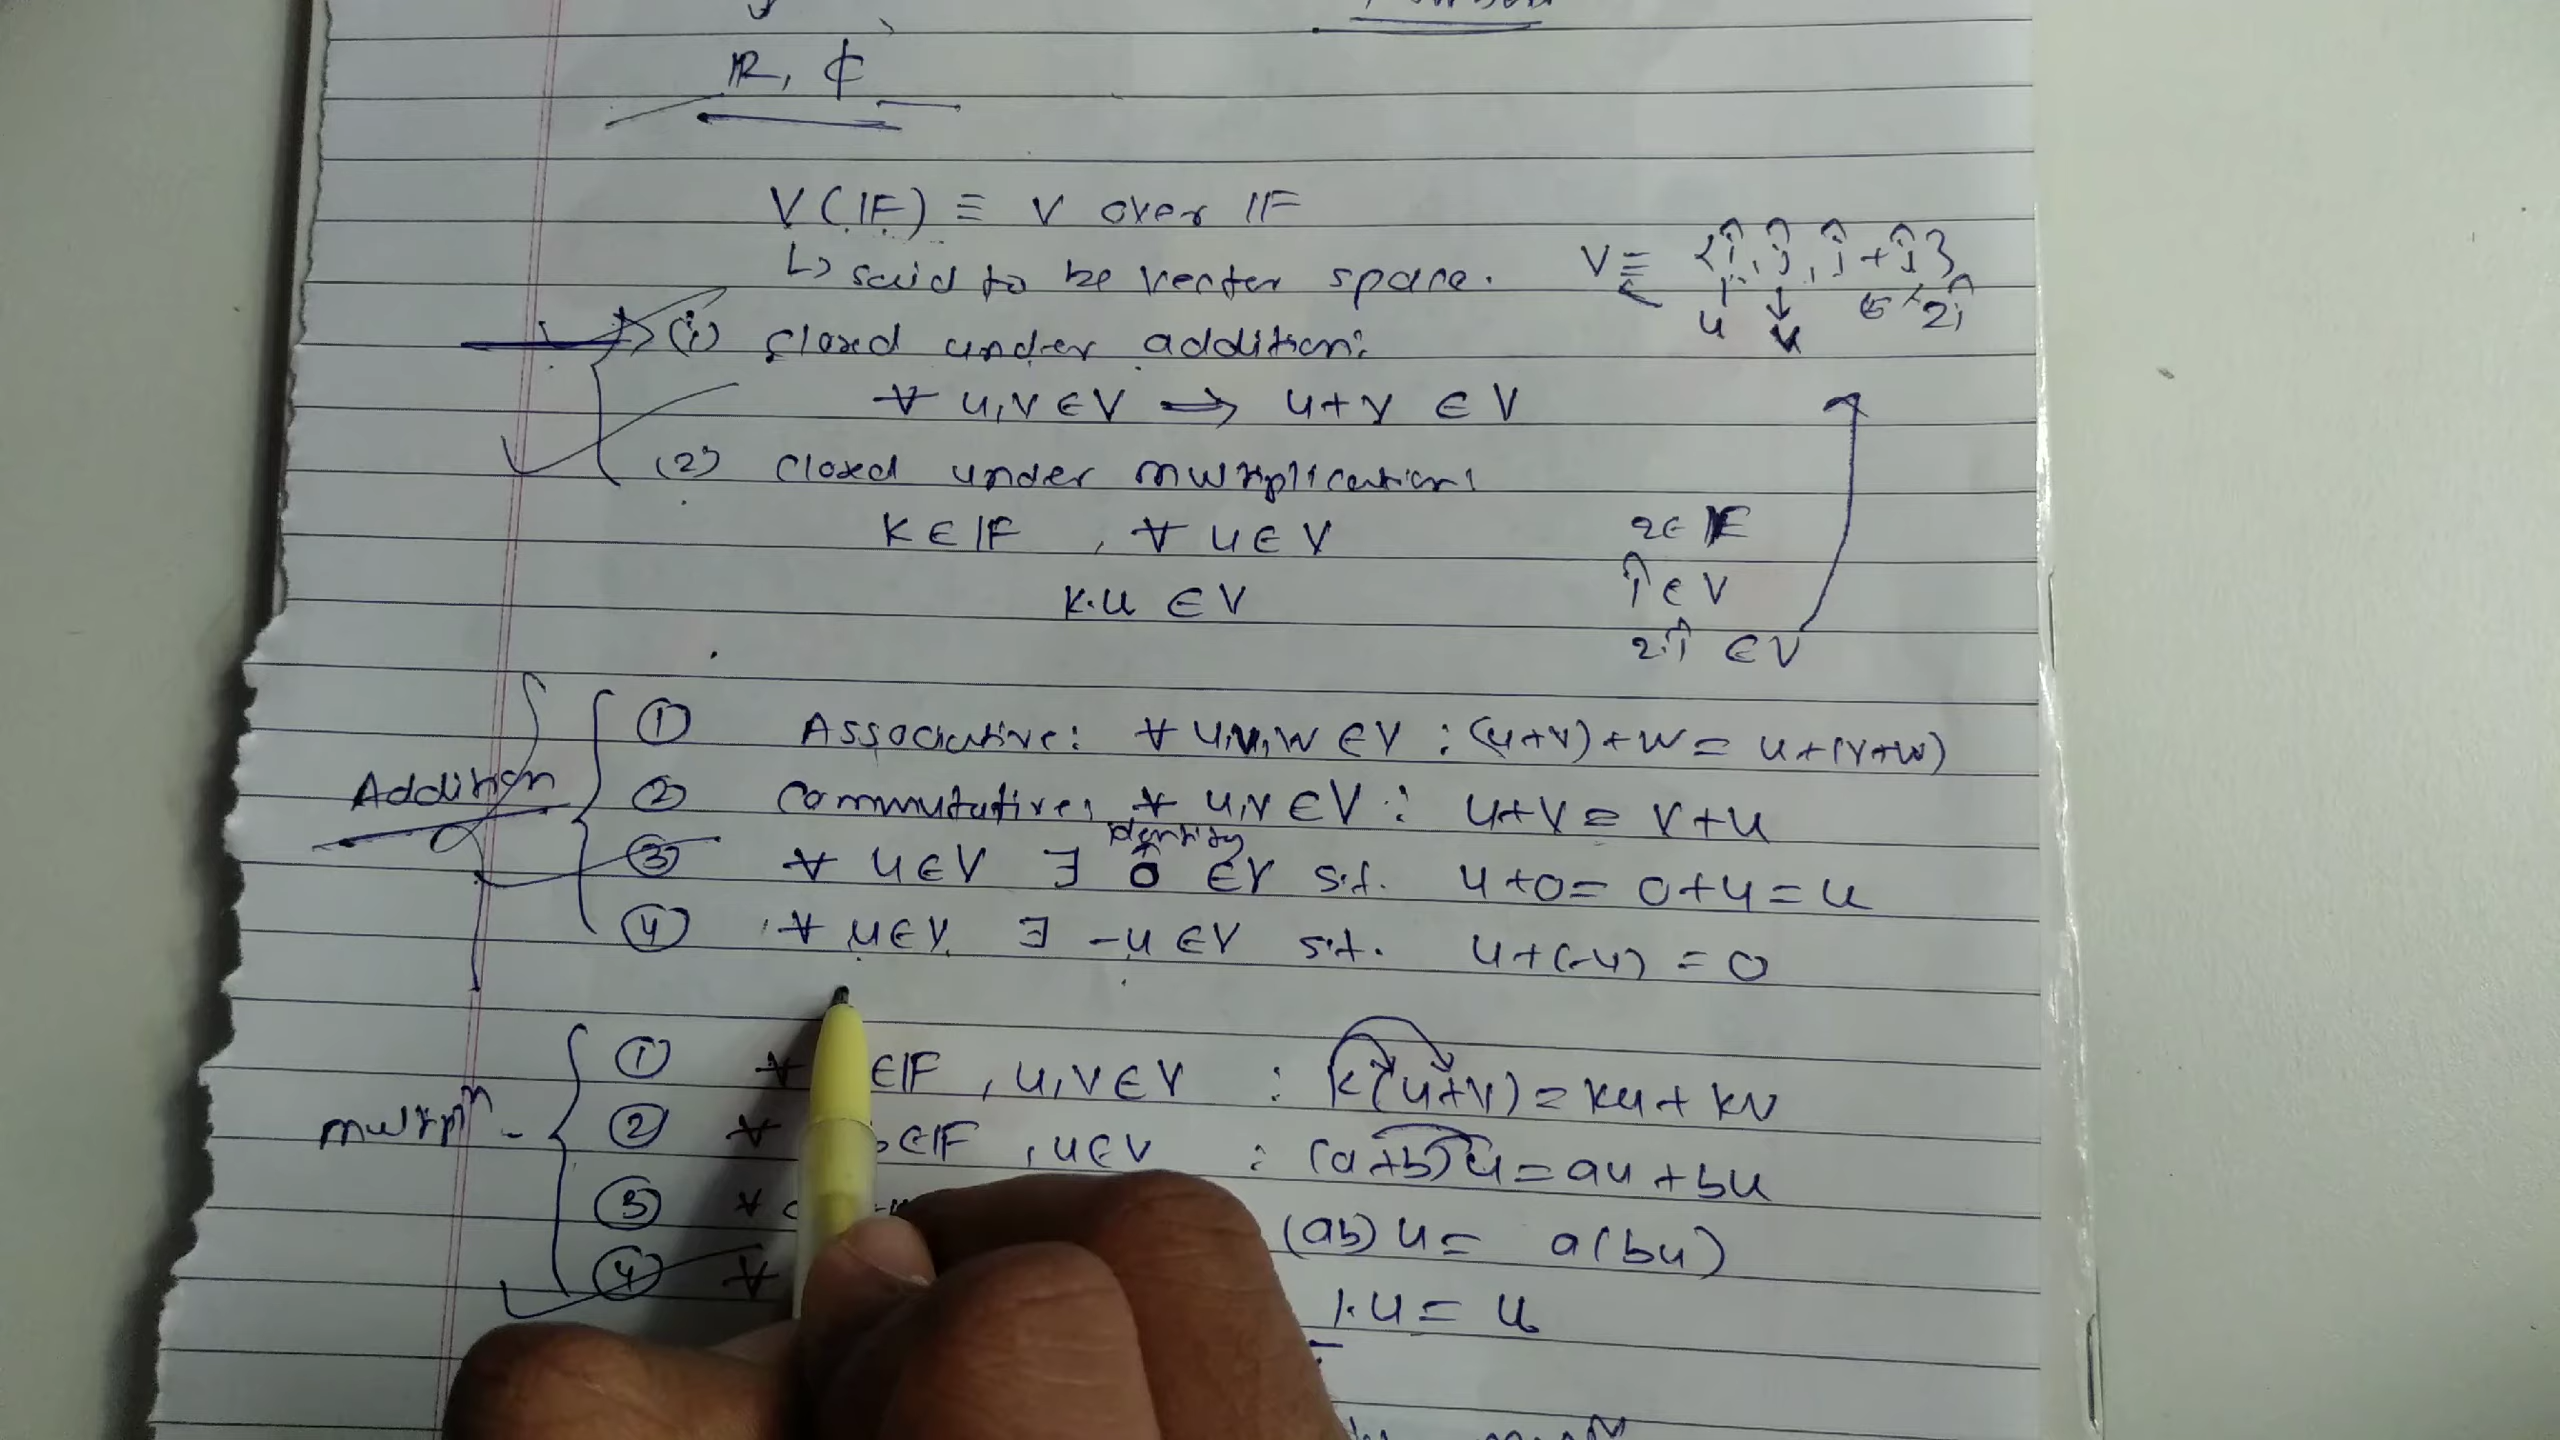 ℝ, ₵
V(𝔽) ≡ V over 𝔽
↳ said to be vector space.
V ≡ {î, ĵ, î + ĵ}
u v 2î
(1) closed under addition:
∀ u,v ∈ V ⇒ u+v ∈ V
(2) closed under multiplication:
K ∈ 𝔽 , ∀ u ∈ V
2 ∈ 𝔽
K.u ∈ V
î ∈ V
2.î ∈ V
Addition
① Associative: ∀ u,v,w ∈ V : (u+v)+w = u+(v+w)
② Commutative: ∀ u,v ∈ V : u+v = v+u
identity
③ ∀ u ∈ V ∃ 0 ∈ V s.t. u+0 = 0+u = u
④ ∀ u ∈ V, ∃ -u ∈ V s.t. u+(-u) = 0
multiplⁿ -
① ∀ ∈ 𝔽 , u,v ∈ V : k(u+v) = ku + kv
② ∀ b ∈ 𝔽 , u ∈ V : (a+b)u = au + bu
③ ∀ (ab)u = a(bu)
④ ∀ 1.u = u